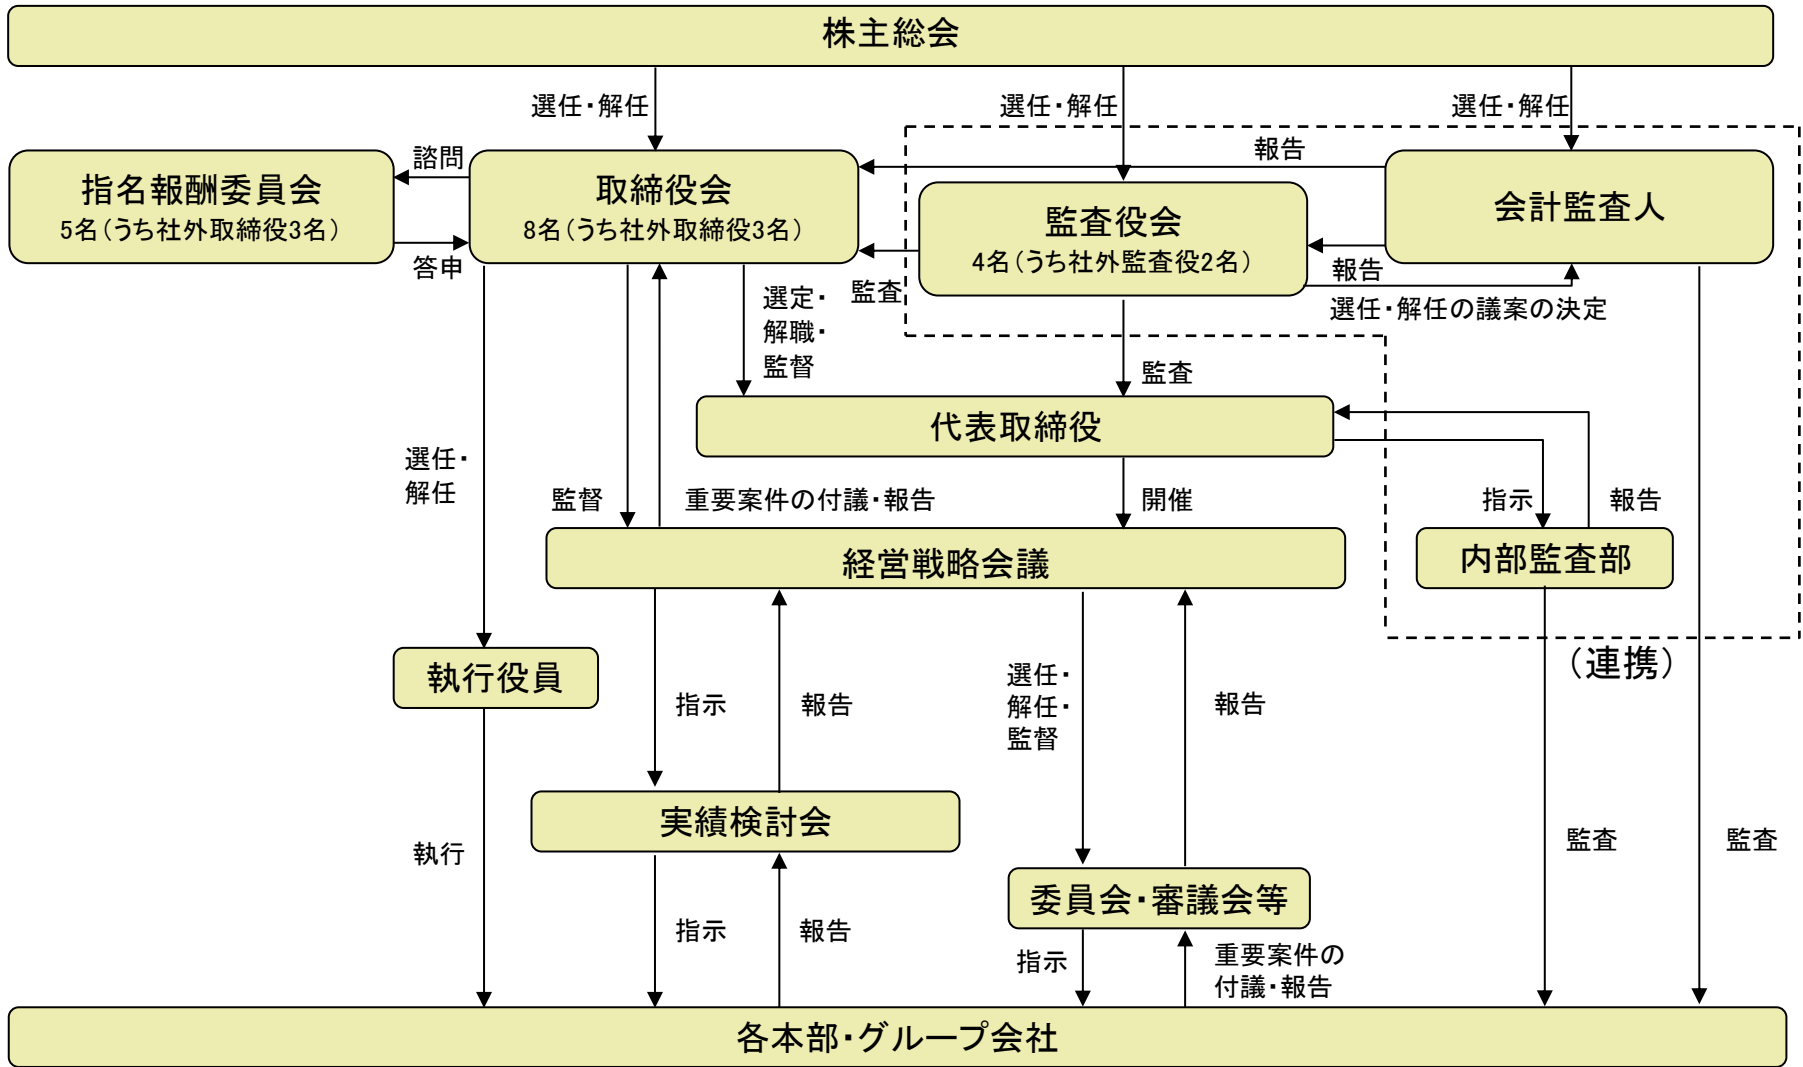 株主総会
選任・解任
選任・解任
選任・解任
諮問
報告
指名報酬委員会
5名（うち社外取締役3名）
取締役会
8名（うち社外取締役3名）
監査役会
4名（うち社外監査役2名）
会計監査人
答申
監査
報告
選任・解任の議案の決定
選定・
解職・
監督
監査
代表取締役
選任・
解任
監督
重要案件の付議・報告
開催
指示
報告
経営戦略会議
内部監査部
（連携）
執行役員
指示
報告
選任・
解任・
監督
報告
実績検討会
執行
監査
監査
委員会・審議会等
指示
報告
指示
重要案件の
付議・報告
各本部・グループ会社